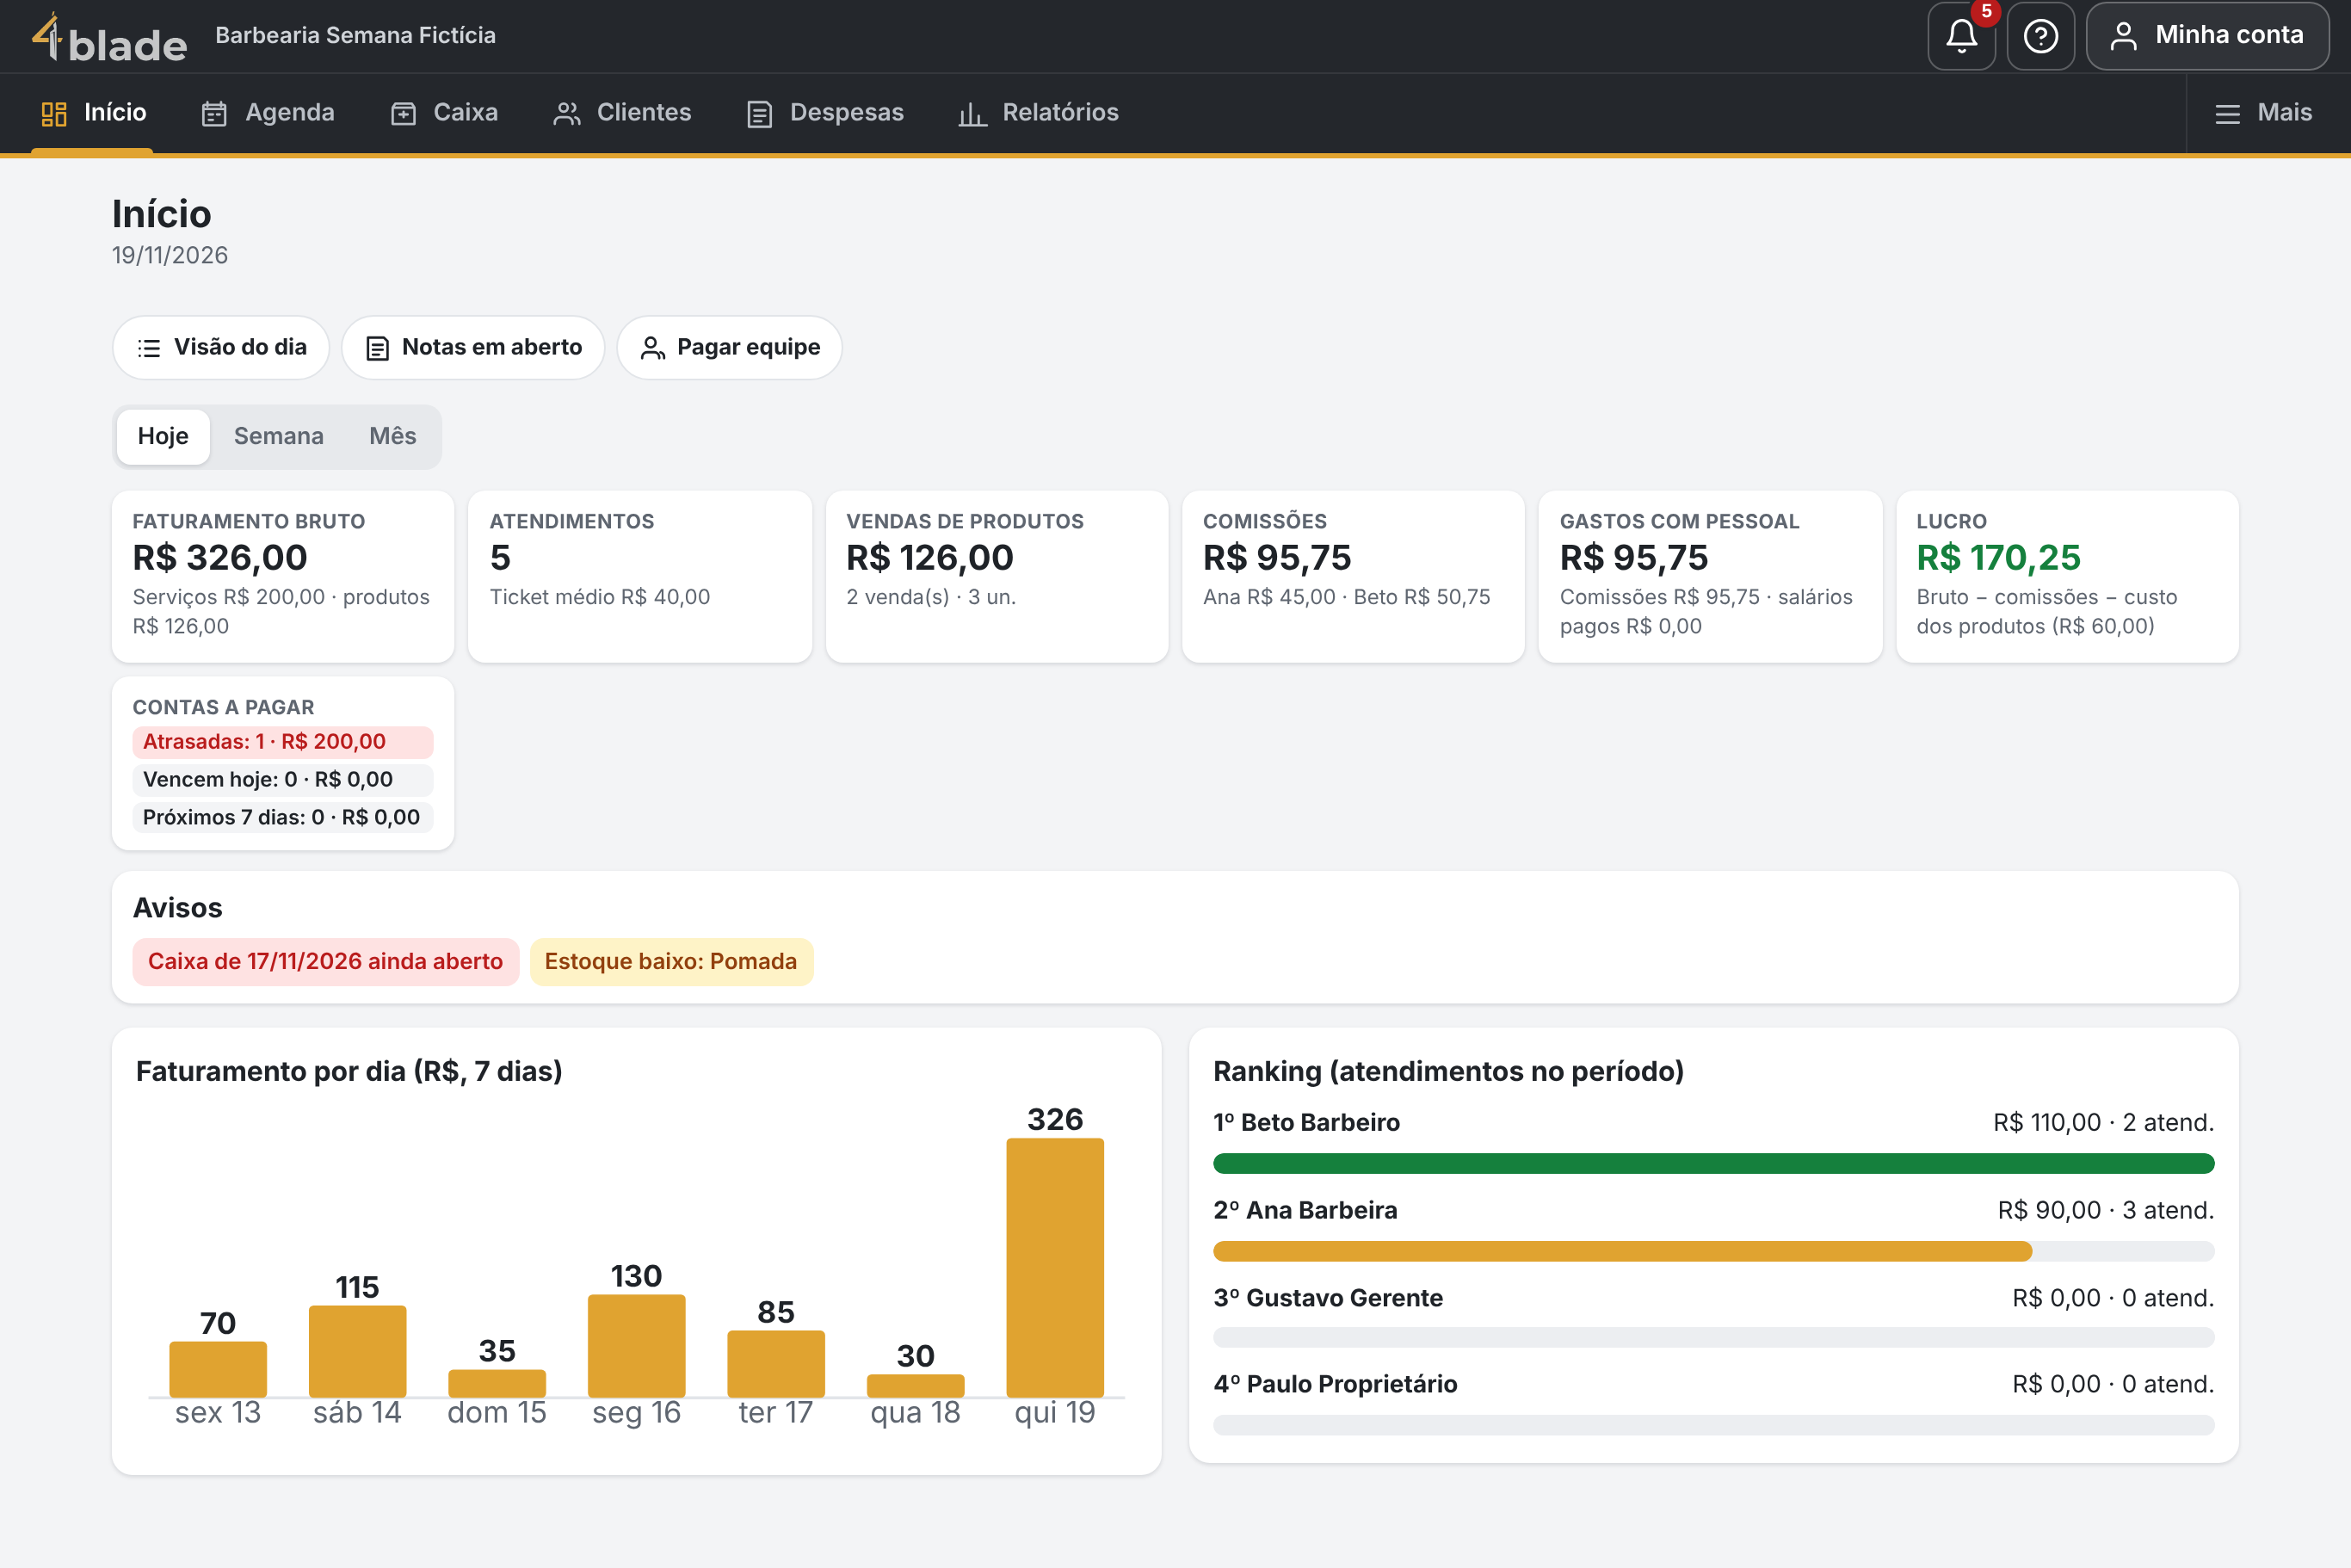 4blade
Barbearia Semana Fictícia
5
Minha conta
Início
Agenda
Caixa
Clientes
Despesas
Relatórios
Mais
Início
19/11/2026
Visão do dia
Notas em aberto
Pagar equipe
Hoje
Semana
Mês
FATURAMENTO BRUTO
R$ 326,00
Serviços R$ 200,00 · produtos
R$ 126,00
ATENDIMENTOS
5
Ticket médio R$ 40,00
VENDAS DE PRODUTOS
R$ 126,00
2 venda(s) · 3 un.
COMISSÕES
R$ 95,75
Ana R$ 45,00 · Beto R$ 50,75
GASTOS COM PESSOAL
R$ 95,75
Comissões R$ 95,75 · salários
pagos R$ 0,00
LUCRO
R$ 170,25
Bruto − comissões − custo
dos produtos (R$ 60,00)
CONTAS A PAGAR
Atrasadas: 1 · R$ 200,00
Vencem hoje: 0 · R$ 0,00
Próximos 7 dias: 0 · R$ 0,00
Avisos
Caixa de 17/11/2026 ainda aberto
Estoque baixo: Pomada
Faturamento por dia (R$, 7 dias)
70
115
35
130
85
30
326
sex 13
sáb 14
dom 15
seg 16
ter 17
qua 18
qui 19
Ranking (atendimentos no período)
1º Beto Barbeiro
R$ 110,00 · 2 atend.
2º Ana Barbeira
R$ 90,00 · 3 atend.
3º Gustavo Gerente
R$ 0,00 · 0 atend.
4º Paulo Proprietário
R$ 0,00 · 0 atend.